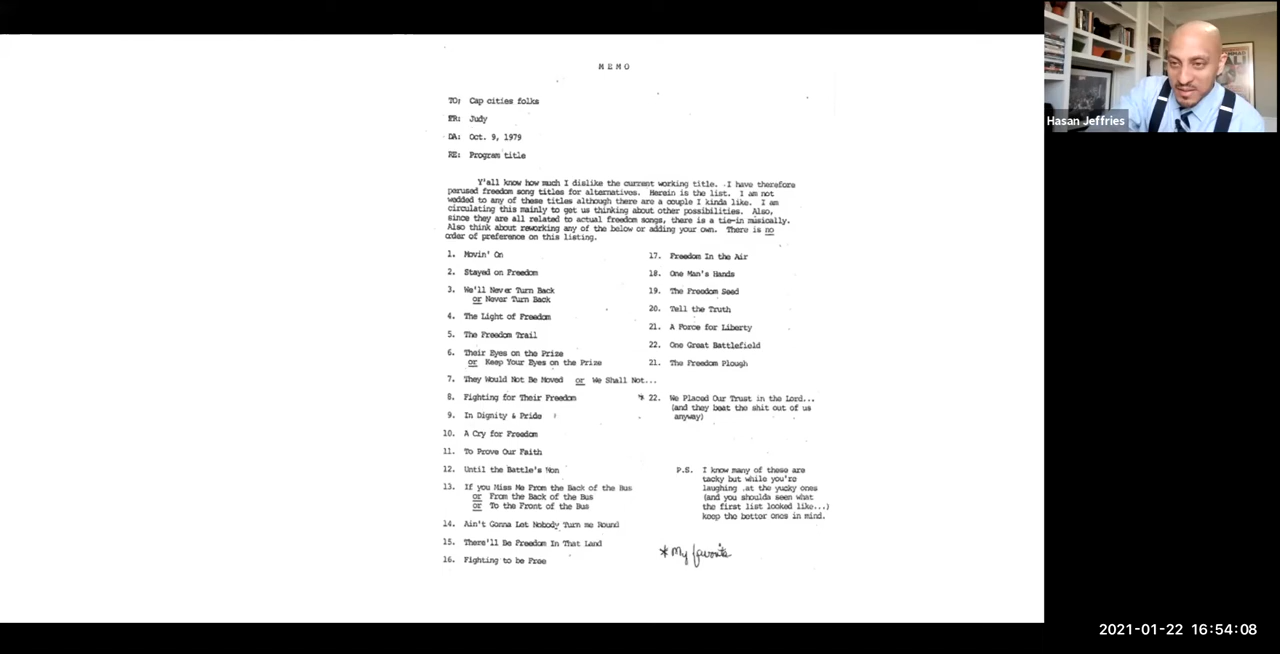 MEMO
TO: Cap cities folks
FR: Judy
DA: Oct. 9, 1979
RE: Program title
Y'all know how much I dislike the current working title. I have therefore
perused freedom song titles for alternatives. Herein is the list. I am not
wedded to any of these titles although there are a couple I kinda like. I am
circulating this mainly to get us thinking about other possibilities. Also,
since they are all related to actual freedom songs, there is a tie-in musically.
Also think about reworking any of the below or adding your own. There is no
order of preference on this listing.
1. Movin' On
2. Stayed on Freedom
3. We'll Never Turn Back
or Never Turn Back
4. The Light of Freedom
5. The Freedom Trail
6. Their Eyes on the Prize
or Keep Your Eyes on the Prize
7. They Would Not Be Moved or We Shall Not...
8. Fighting for Their Freedom
9. In Dignity & Pride
10. A Cry for Freedom
11. To Prove Our Faith
12. Until the Battle's Won
13. If you Miss Me From the Back of the Bus
or From the Back of the Bus
or To the Front of the Bus
14. Ain't Gonna Let Nobody Turn me Round
15. There'll Be Freedom In That Land
16. Fighting to be Free
17. Freedom In the Air
18. One Man's Hands
19. The Freedom Seed
20. Tell the Truth
21. A Force for Liberty
22. One Great Battlefield
21. The Freedom Plough
* 22. We Placed Our Trust in the Lord...
(and they beat the shit out of us
anyway)
P.S. I know many of these are
tacky but while you're
laughing at the yucky ones
(and you shoulda seen what
the first list looked like...)
keep the better ones in mind.
* My favorite
Hasan Jeffries
ALI
2021-01-22 16:54:08